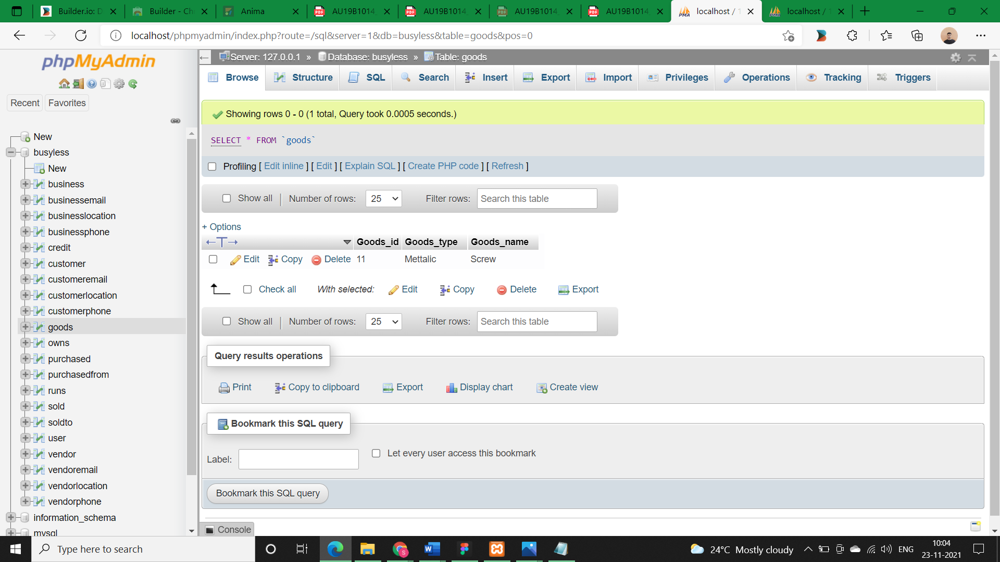 Builder.io: D
Builder - Ch
Anima
AU19B1014_
AU19B1014_
AU19B1014_
AU19B1014_
localhost / 1
localhost / 1
localhost/phpmyadmin/index.php?route=/sql&server=1&db=busyless&table=goods&pos=0
phpMyAdmin
Recent
Favorites
New
busyless
New
business
businessemail
businesslocation
businessphone
credit
customer
customeremail
customerlocation
customerphone
goods
owns
purchased
purchasedfrom
runs
sold
soldto
user
vendor
vendoremail
vendorlocation
vendorphone
information_schema
mysql
Server: 127.0.0.1 » Database: busyless » Table: goods
Browse
Structure
SQL
Search
Insert
Export
Import
Privileges
Operations
Tracking
Triggers
Showing rows 0 - 0 (1 total, Query took 0.0005 seconds.)
SELECT * FROM `goods`
Profiling [ Edit inline ] [ Edit ] [ Explain SQL ] [ Create PHP code ] [ Refresh ]
Show all | Number of rows: 25 Filter rows: Search this table
+ Options
←T→ Goods_id Goods_type Goods_name
Edit Copy Delete 11 Mettalic Screw
Check all With selected: Edit Copy Delete Export
Show all | Number of rows: 25 Filter rows: Search this table
Query results operations
Print Copy to clipboard Export Display chart Create view
Bookmark this SQL query
Label: Let every user access this bookmark
Bookmark this SQL query
Console
Type here to search
24°C Mostly cloudy
ENG
10:04
23-11-2021